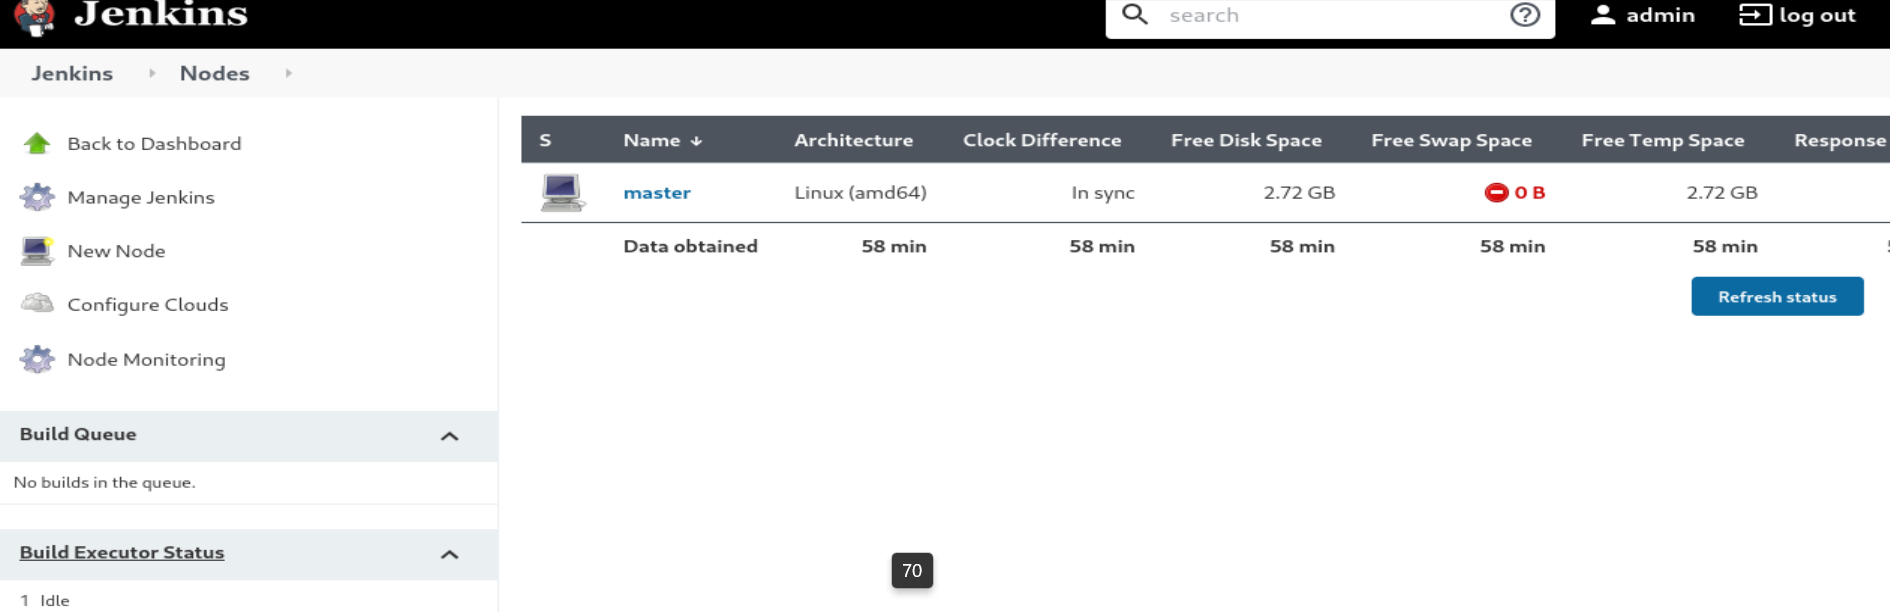 Jenkins
search
admin
log out
Jenkins
Nodes
Back to Dashboard
Manage Jenkins
New Node
Configure Clouds
Node Monitoring
Build Queue
No builds in the queue.
Build Executor Status
1 Idle
S Name ↓ Architecture Clock Difference Free Disk Space Free Swap Space Free Temp Space Response
master Linux (amd64) In sync 2.72 GB 0 B 2.72 GB
Data obtained 58 min 58 min 58 min 58 min 58 min
Refresh status
70